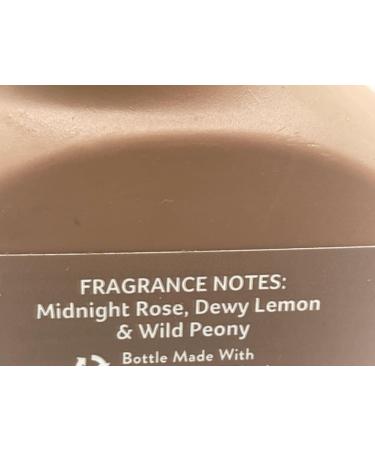 FRAGRANCE NOTES:
Midnight Rose, Dewy Lemon
& Wild Peony
Bottle Made With